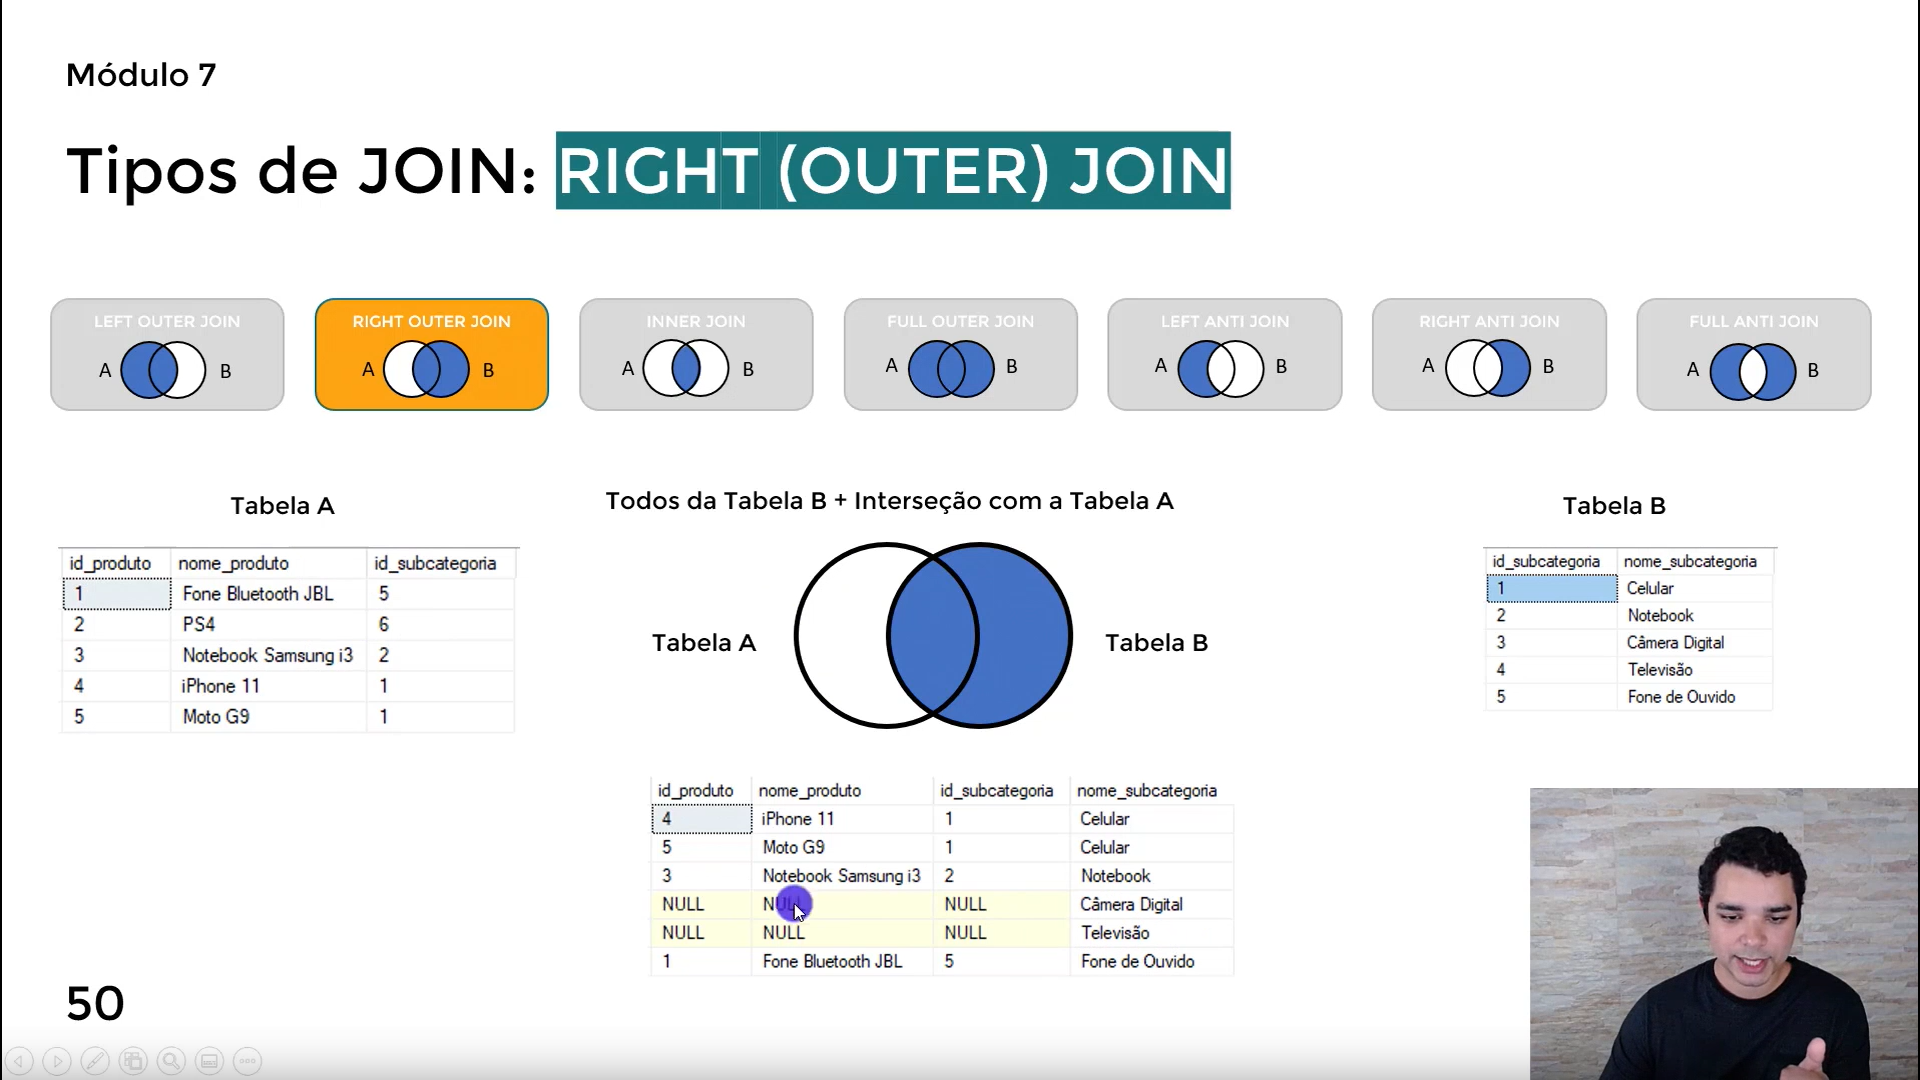 Módulo 7
Tipos de JOIN: RIGHT (OUTER) JOIN
LEFT OUTER JOIN
A B
RIGHT OUTER JOIN
A B
INNER JOIN
A B
FULL OUTER JOIN
A B
LEFT ANTI JOIN
A B
RIGHT ANTI JOIN
A B
FULL ANTI JOIN
A B
Tabela A
id_produto nome_produto id_subcategoria
1 Fone Bluetooth JBL 5
2 PS4 6
3 Notebook Samsung i3 2
4 iPhone 11 1
5 Moto G9 1
Todos da Tabela B + Interseção com a Tabela A
Tabela A Tabela B
Tabela B
id_subcategoria nome_subcategoria
1 Celular
2 Notebook
3 Câmera Digital
4 Televisão
5 Fone de Ouvido
id_produto nome_produto id_subcategoria nome_subcategoria
4 iPhone 11 1 Celular
5 Moto G9 1 Celular
3 Notebook Samsung i3 2 Notebook
NULL NULL NULL Câmera Digital
NULL NULL NULL Televisão
1 Fone Bluetooth JBL 5 Fone de Ouvido
50